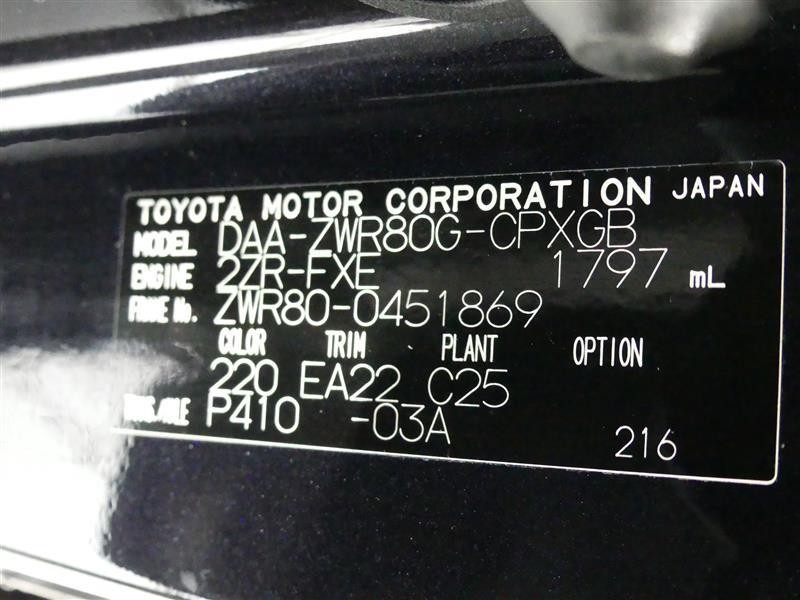 TOYOTA MOTOR CORPORATION JAPAN
MODEL DAA-ZWR80G-CPXGB
ENGINE 2ZR-FXE 1797 mL
FRAME No. ZWR80-0451869
COLOR TRIM PLANT OPTION
220 EA22 C25
TRANS/AXLE P410 -03A
216